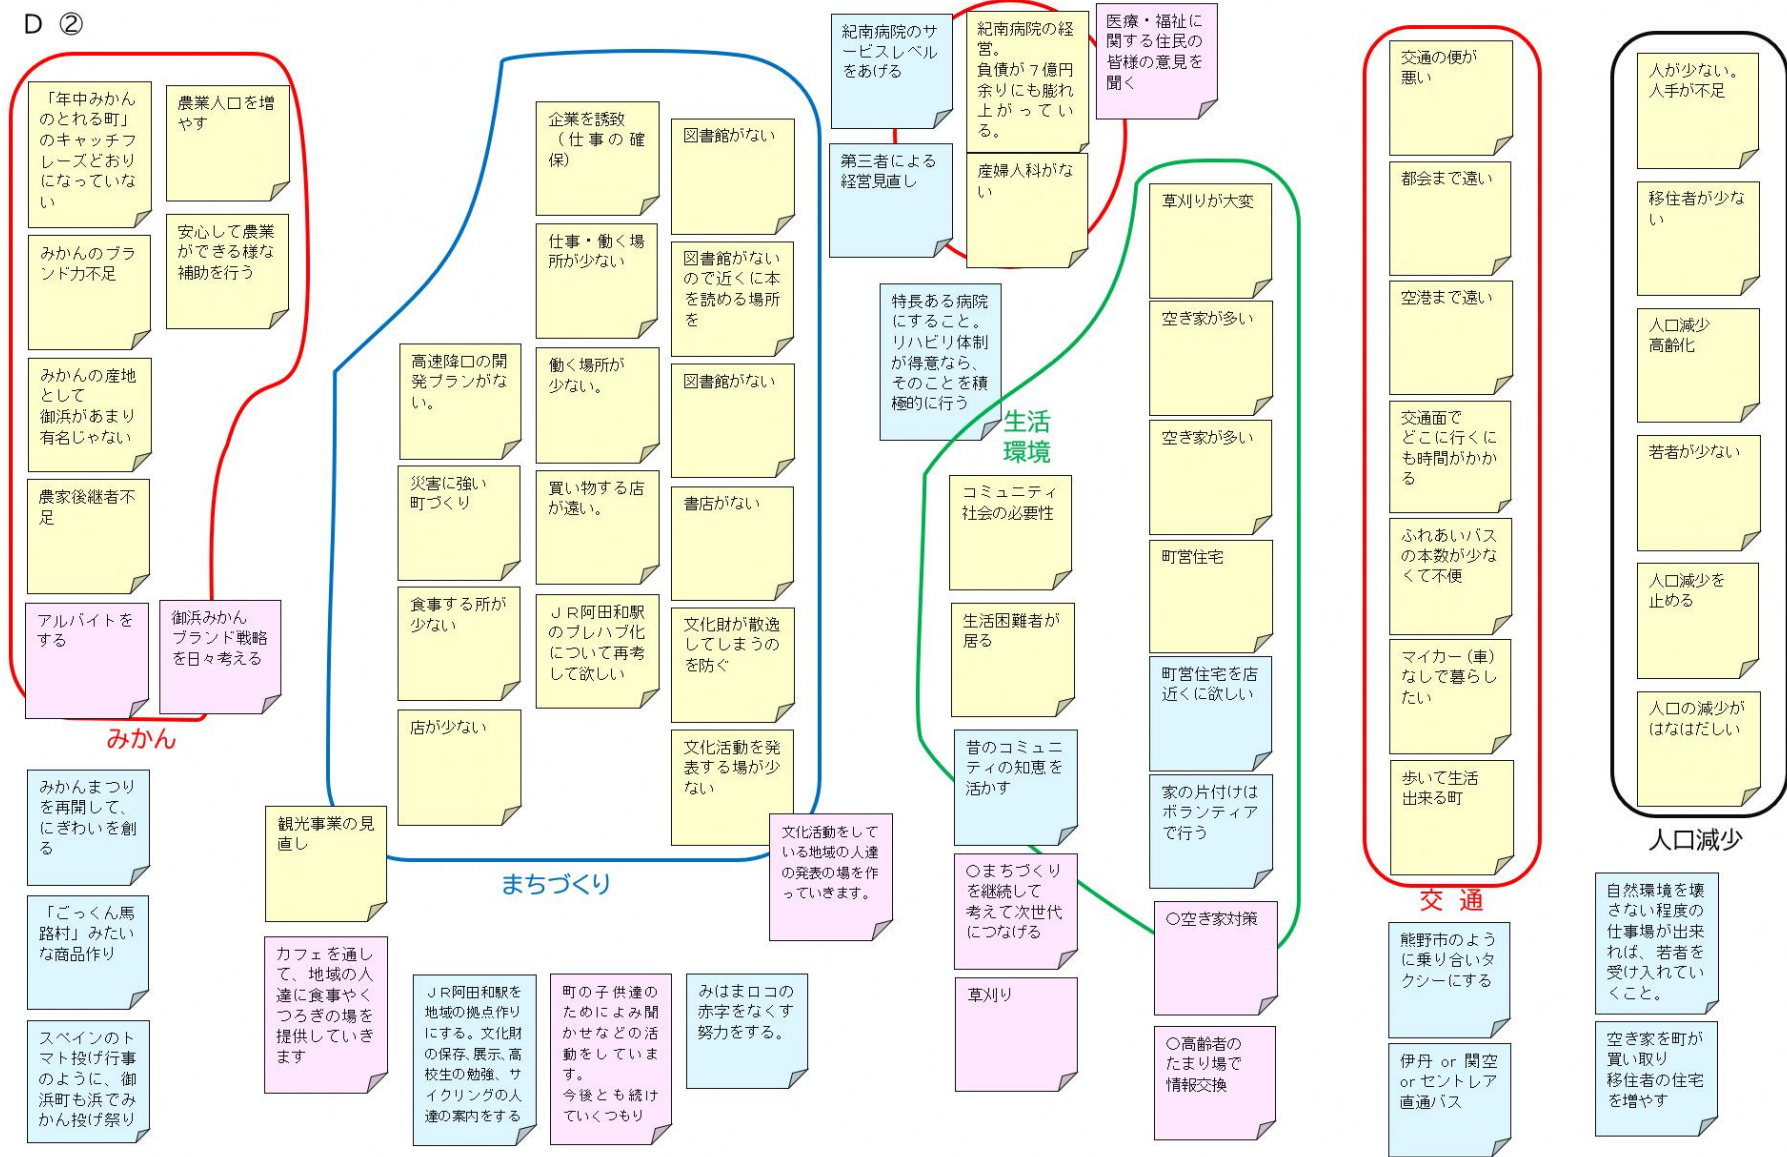 D ②
「年中みかん
のとれる町」
のキャッチフ
レーズどおり
になっていな
い
農業人口を増
やす
みかんのブラ
ンド力不足
安心して農業
ができる様な
補助を行う
みかんの産地
として
御浜があまり
有名じゃない
農家後継者不
足
アルバイトを
する
御浜みかん
ブランド戦略
を日々考える
みかん
みかんまつり
を再開して、
にぎわいを創
る
「ごっくん馬
路村」みたい
な商品作り
スペインのト
マト投げ行事
のように、御
浜町も浜でみ
かん投げ祭り
企業を誘致
（仕事の確
保）
図書館がない
仕事・働く場
所が少ない
図書館がない
ので近くに本
を読める場所
を
高速降口の開
発プランがな
い。
働く場所が
少ない。
図書館がない
災害に強い
町づくり
買い物する店
が遠い。
書店がない
食事する所が
少ない
ＪＲ阿田和駅
のプレハブ化
について再考
して欲しい
文化財が散逸
してしまうの
を防ぐ
店が少ない
文化活動を発
表する場が少
ない
観光事業の見
直し
まちづくり
文化活動をして
いる地域の人達
の発表の場を作
っていきます。
カフェを通し
て、地域の人
達に食事やく
つろぎの場を
提供していき
ます
ＪＲ阿田和駅を
地域の拠点作り
にする。文化財
の保存、展示、高
校生の勉強、サ
イクリングの人
達の案内をする
町の子供達の
ためによみ聞
かせなどの活
動をしていま
す。
今後とも続け
ていくつもり
みはまロコの
赤字をなくす
努力をする。
紀南病院のサ
ービスレベル
をあげる
紀南病院の経
営。
負債が７億円
余りにも膨れ
上がってい
る。
医療・福祉に
関する住民の
皆様の意見を
聞く
第三者による
経営見直し
産婦人科がな
い
特長ある病院
にすること。
リハビリ体制
が得意なら、
そのことを積
極的に行う
生活
環境
草刈りが大変
空き家が多い
空き家が多い
コミュニティ
社会の必要性
町営住宅
生活困難者が
居る
町営住宅を店
近くに欲しい
昔のコミュニ
ティの知恵を
活かす
家の片付けは
ボランティア
で行う
○まちづくり
を継続して
考えて次世代
につなげる
○空き家対策
草刈り
○高齢者の
たまり場で
情報交換
交通の便が
悪い
都会まで遠い
空港まで遠い
交通面で
どこに行くに
も時間がかか
る
ふれあいバス
の本数が少な
くて不便
マイカー（車）
なしで暮らし
たい
歩いて生活
出来る町
交 通
熊野市のよう
に乗り合いタ
クシーにする
伊丹 or 関空
or セントレア
直通バス
人が少ない。
人手が不足
移住者が少な
い
人口減少
高齢化
若者が少ない
人口減少を
止める
人口の減少が
はなはだしい
人口減少
自然環境を壊
さない程度の
仕事場が出来
れば、若者を
受け入れてい
くこと。
空き家を町が
買い取り
移住者の住宅
を増やす